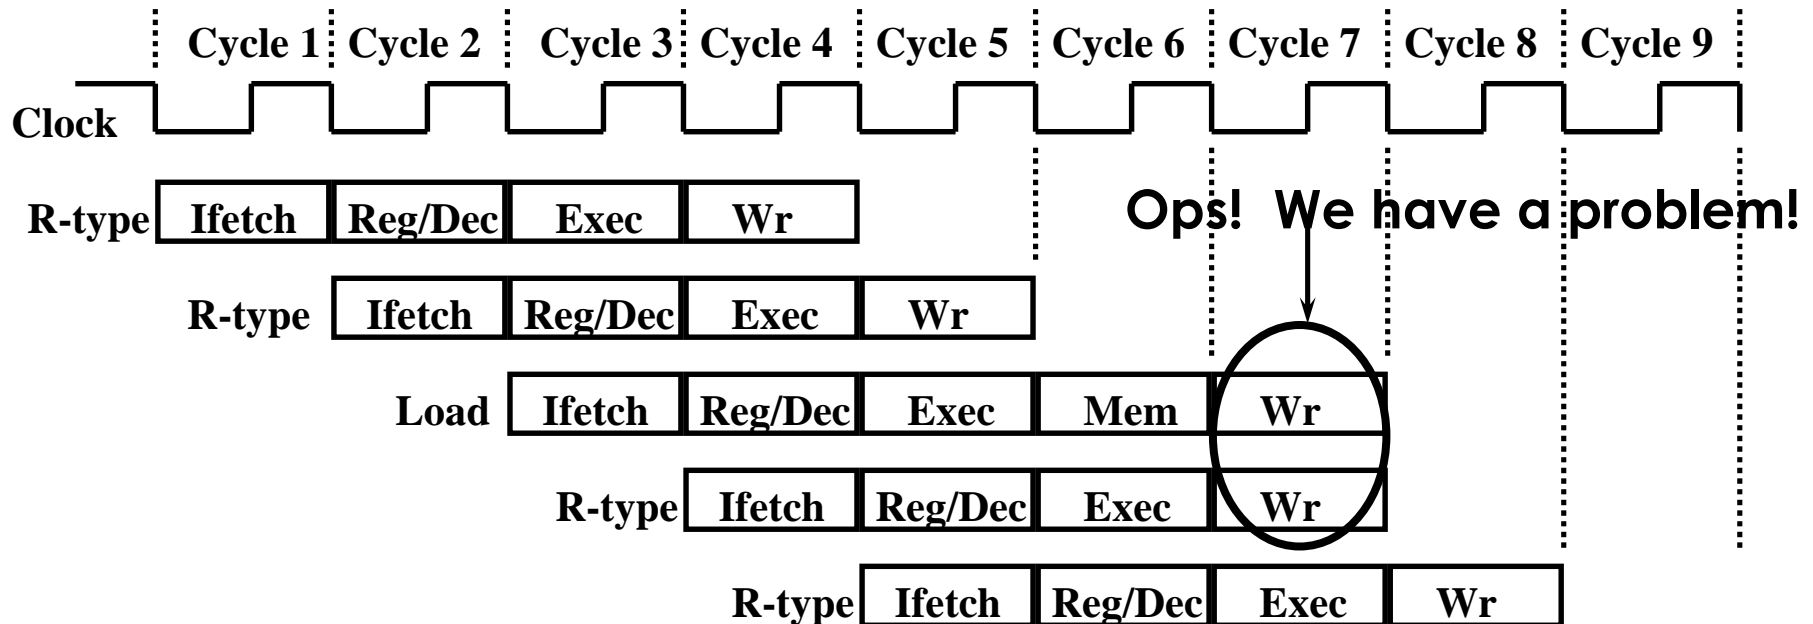 Cycle 1 Cycle 2 Cycle 3 Cycle 4 Cycle 5 Cycle 6 Cycle 7 Cycle 8 Cycle 9
Clock
Ops! We have a problem!
R-type Ifetch Reg/Dec Exec Wr
R-type Ifetch Reg/Dec Exec Wr
Load Ifetch Reg/Dec Exec Mem Wr
R-type Ifetch Reg/Dec Exec Wr
R-type Ifetch Reg/Dec Exec Wr